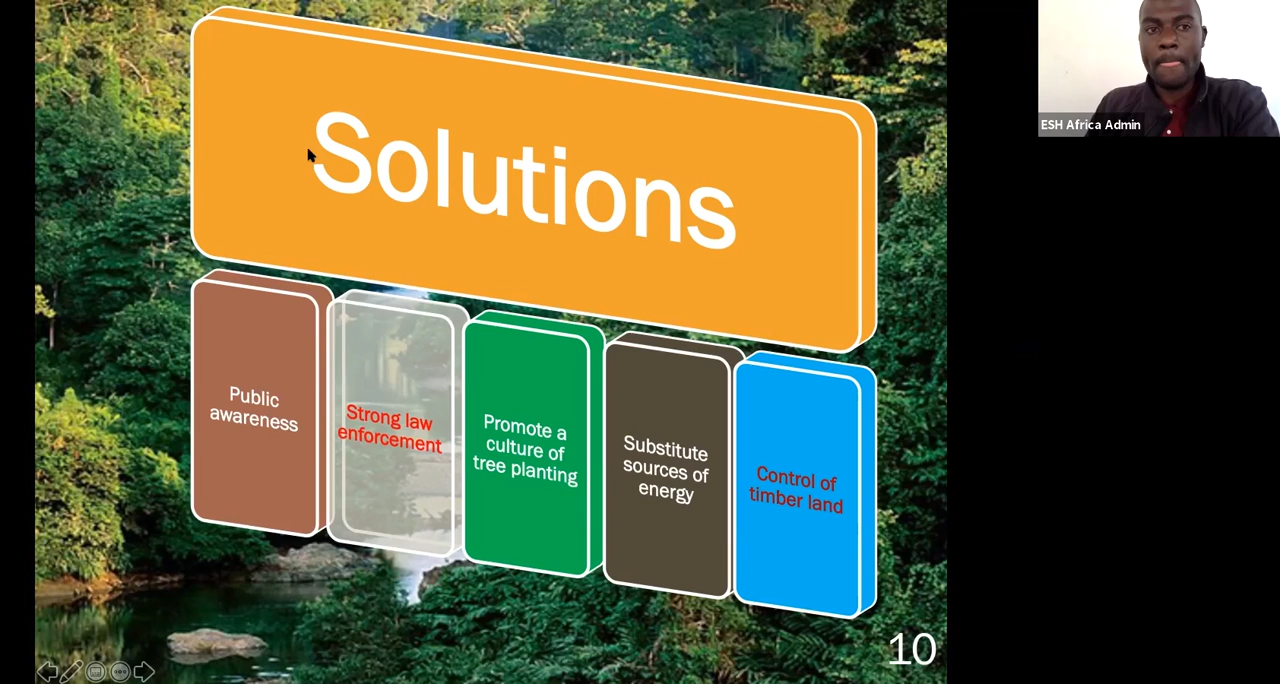 Solutions
Public
awareness
Strong law
enforcement
Promote a
culture of
tree planting
Substitute
sources of
energy
Control of
timber land
10
ESH Africa Admin